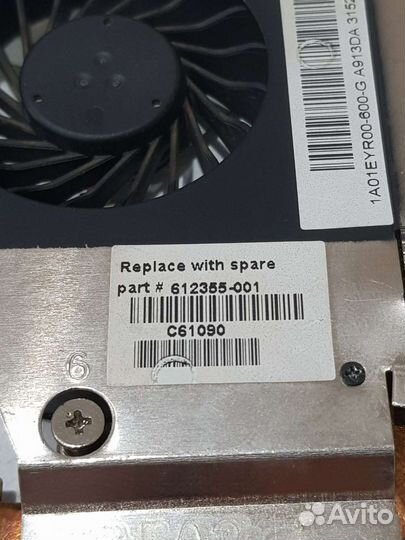 1A01EYR00-600-G A913DA 3152
Replace with spare
part # 612355-001
C61090
6
Avito